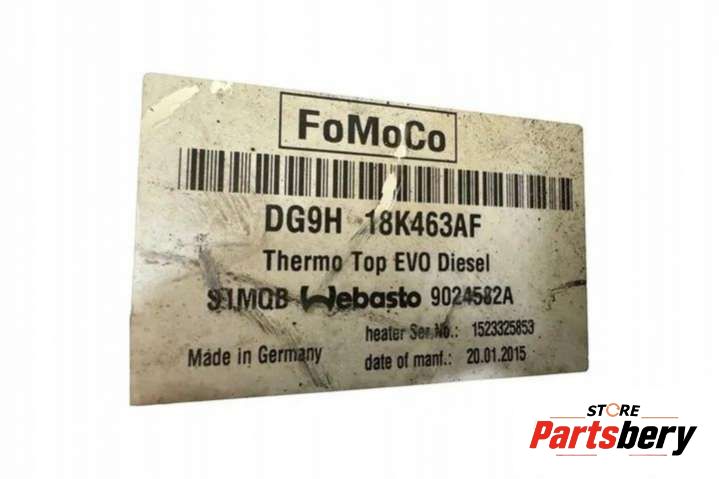 FoMoCo
DG9H 18K463AF
Thermo Top EVO Diesel
S1MQB Webasto 9024582A
heater Ser.No.: 1523325853
Made in Germany date of manf.: 20.01.2015
STORE
Partsbery